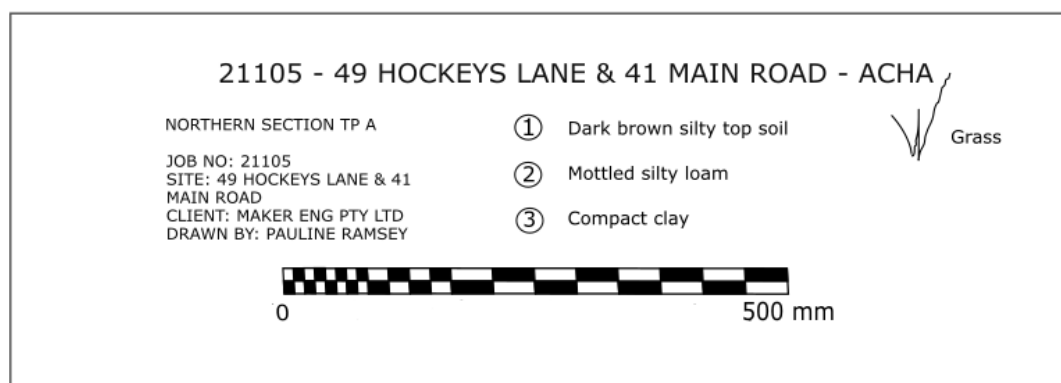 21105 - 49 HOCKEYS LANE & 41 MAIN ROAD - ACHA
NORTHERN SECTION TP A
JOB NO: 21105
SITE: 49 HOCKEYS LANE & 41
MAIN ROAD
CLIENT: MAKER ENG PTY LTD
DRAWN BY: PAULINE RAMSEY
1 Dark brown silty top soil
2 Mottled silty loam
3 Compact clay
Grass
0 500 mm